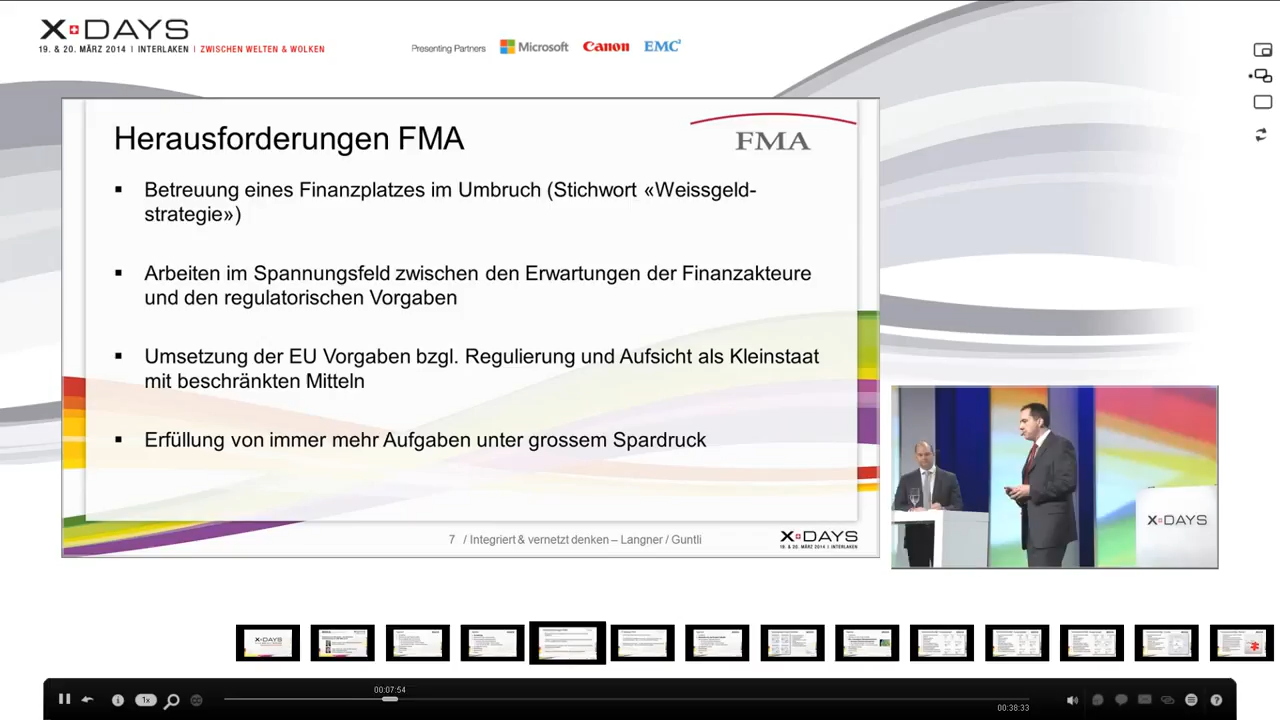 X DAYS
19. & 20. MÄRZ 2014 | INTERLAKEN | ZWISCHEN WELTEN & WOLKEN
Presenting Partners Microsoft Canon EMC²
Herausforderungen FMA
FMA
▪ Betreuung eines Finanzplatzes im Umbruch (Stichwort «Weissgeld-
strategie»)
▪ Arbeiten im Spannungsfeld zwischen den Erwartungen der Finanzakteure
und den regulatorischen Vorgaben
▪ Umsetzung der EU Vorgaben bzgl. Regulierung und Aufsicht als Kleinstaat
mit beschränkten Mitteln
▪ Erfüllung von immer mehr Aufgaben unter grossem Spardruck
7 / Integriert & vernetzt denken – Langner / Guntli
X DAYS
19. & 20. MÄRZ 2014 | INTERLAKEN
X DAYS
00:07:54
1x
00:38:33